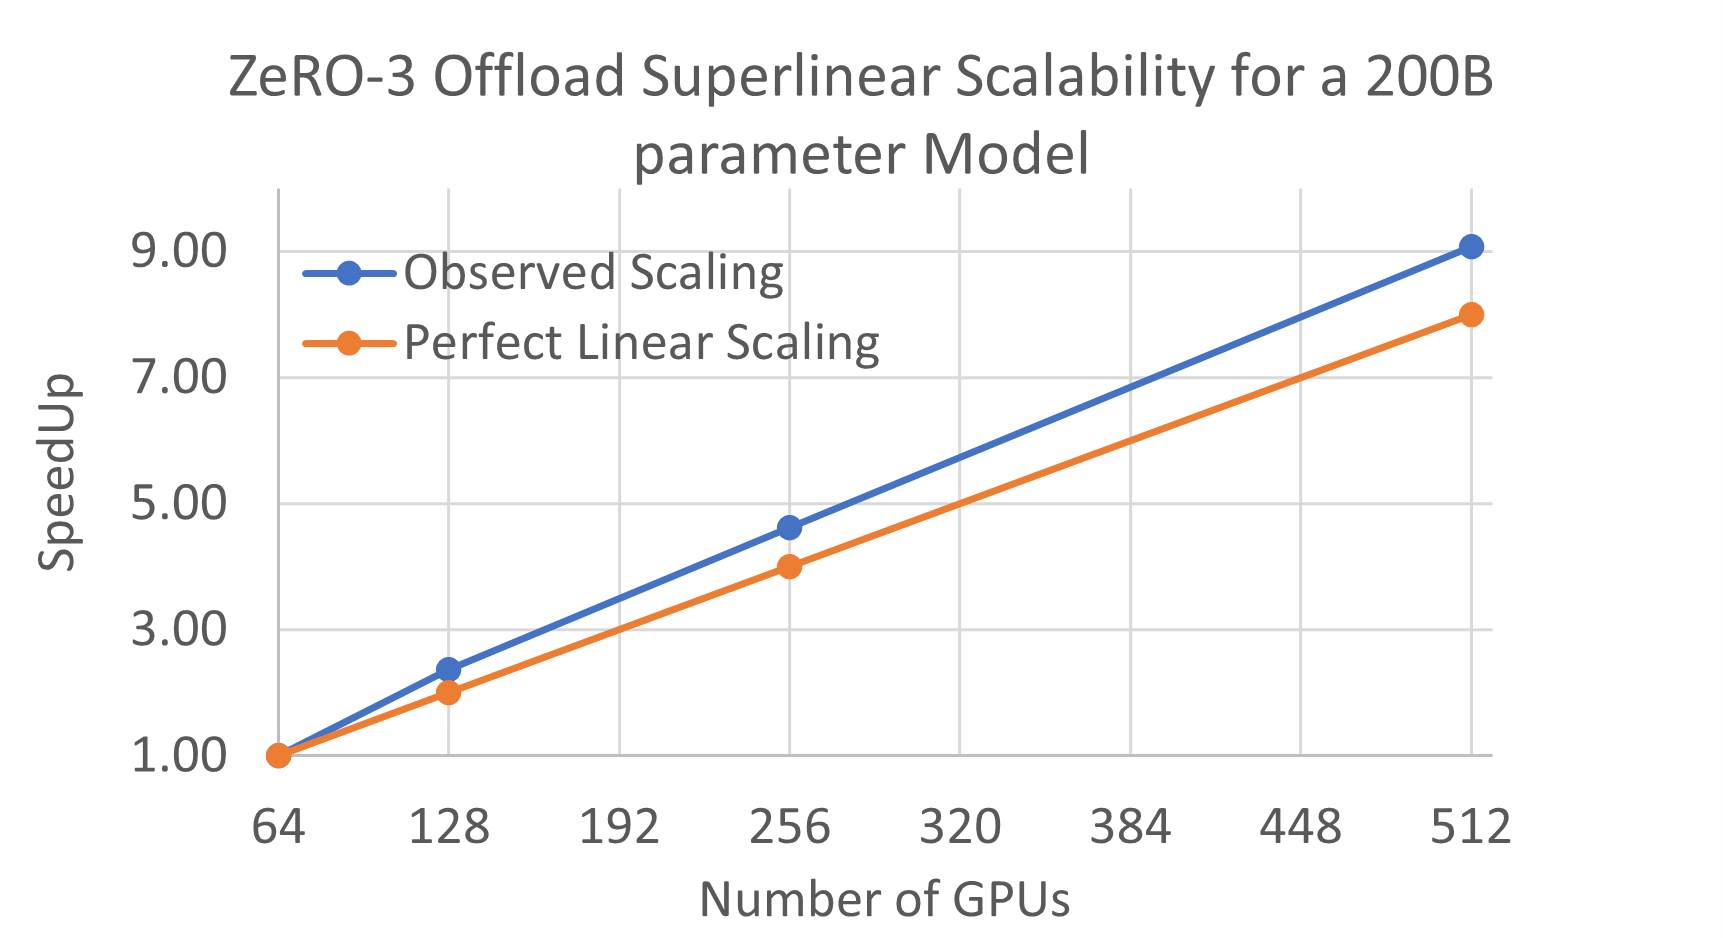 ZeRO-3 Offload Superlinear Scalability for a 200B
parameter Model
9.00
Observed Scaling
Perfect Linear Scaling
7.00
SpeedUp
5.00
3.00
1.00
64 128 192 256 320 384 448 512
Number of GPUs